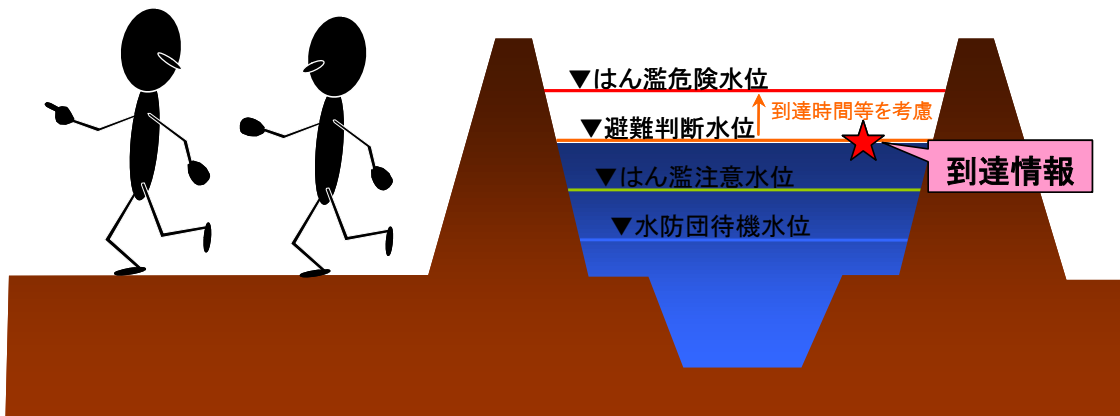 ▼はん濫危険水位
到達時間等を考慮
▼避難判断水位
到達情報
▼はん濫注意水位
▼水防団待機水位